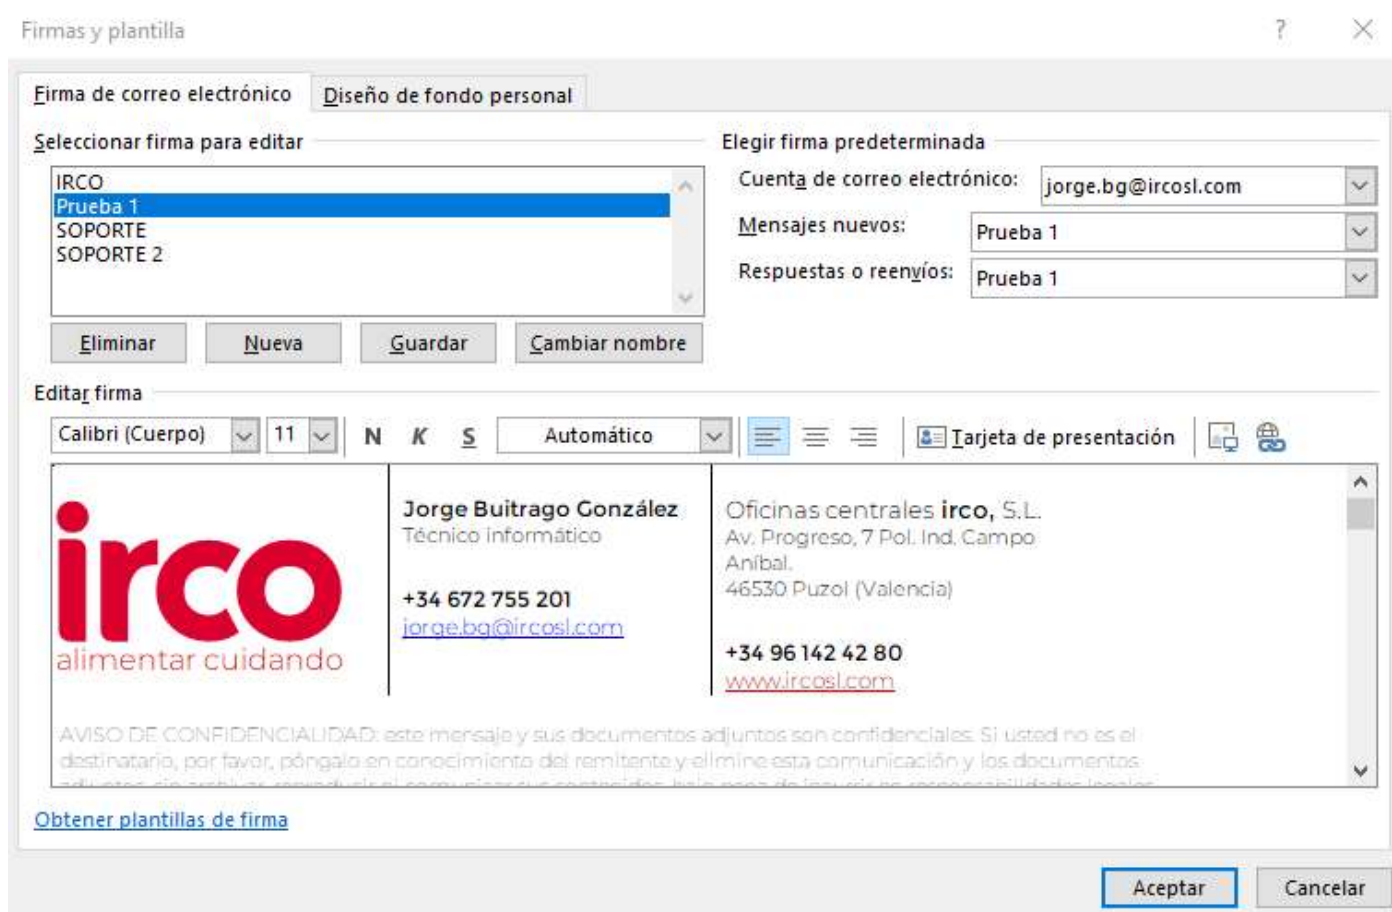 Firmas y plantilla
?
Firma de correo electrónico
Diseño de fondo personal
Seleccionar firma para editar
IRCO
Prueba 1
SOPORTE
SOPORTE 2
Eliminar
Nueva
Guardar
Cambiar nombre
Elegir firma predeterminada
Cuenta de correo electrónico:
jorge.bg@ircosl.com
Mensajes nuevos:
Prueba 1
Respuestas o reenvíos:
Prueba 1
Editar firma
Calibri (Cuerpo)
11
N
K
S
Automático
Tarjeta de presentación
irco
alimentar cuidando
Jorge Buitrago González
Técnico informático
+34 672 755 201
jorge.bg@ircosl.com
Oficinas centrales irco, S.L.
Av. Progreso, 7 Pol. Ind. Campo
Aníbal.
46530 Puzol (Valencia)
+34 96 142 42 80
www.ircosl.com
AVISO DE CONFIDENCIALIDAD: este mensaje y sus documentos adjuntos son confidenciales. Si usted no es el
destinatario, por favor, póngalo en conocimiento del remitente y elimine esta comunicación y los documentos
Obtener plantillas de firma
Aceptar
Cancelar